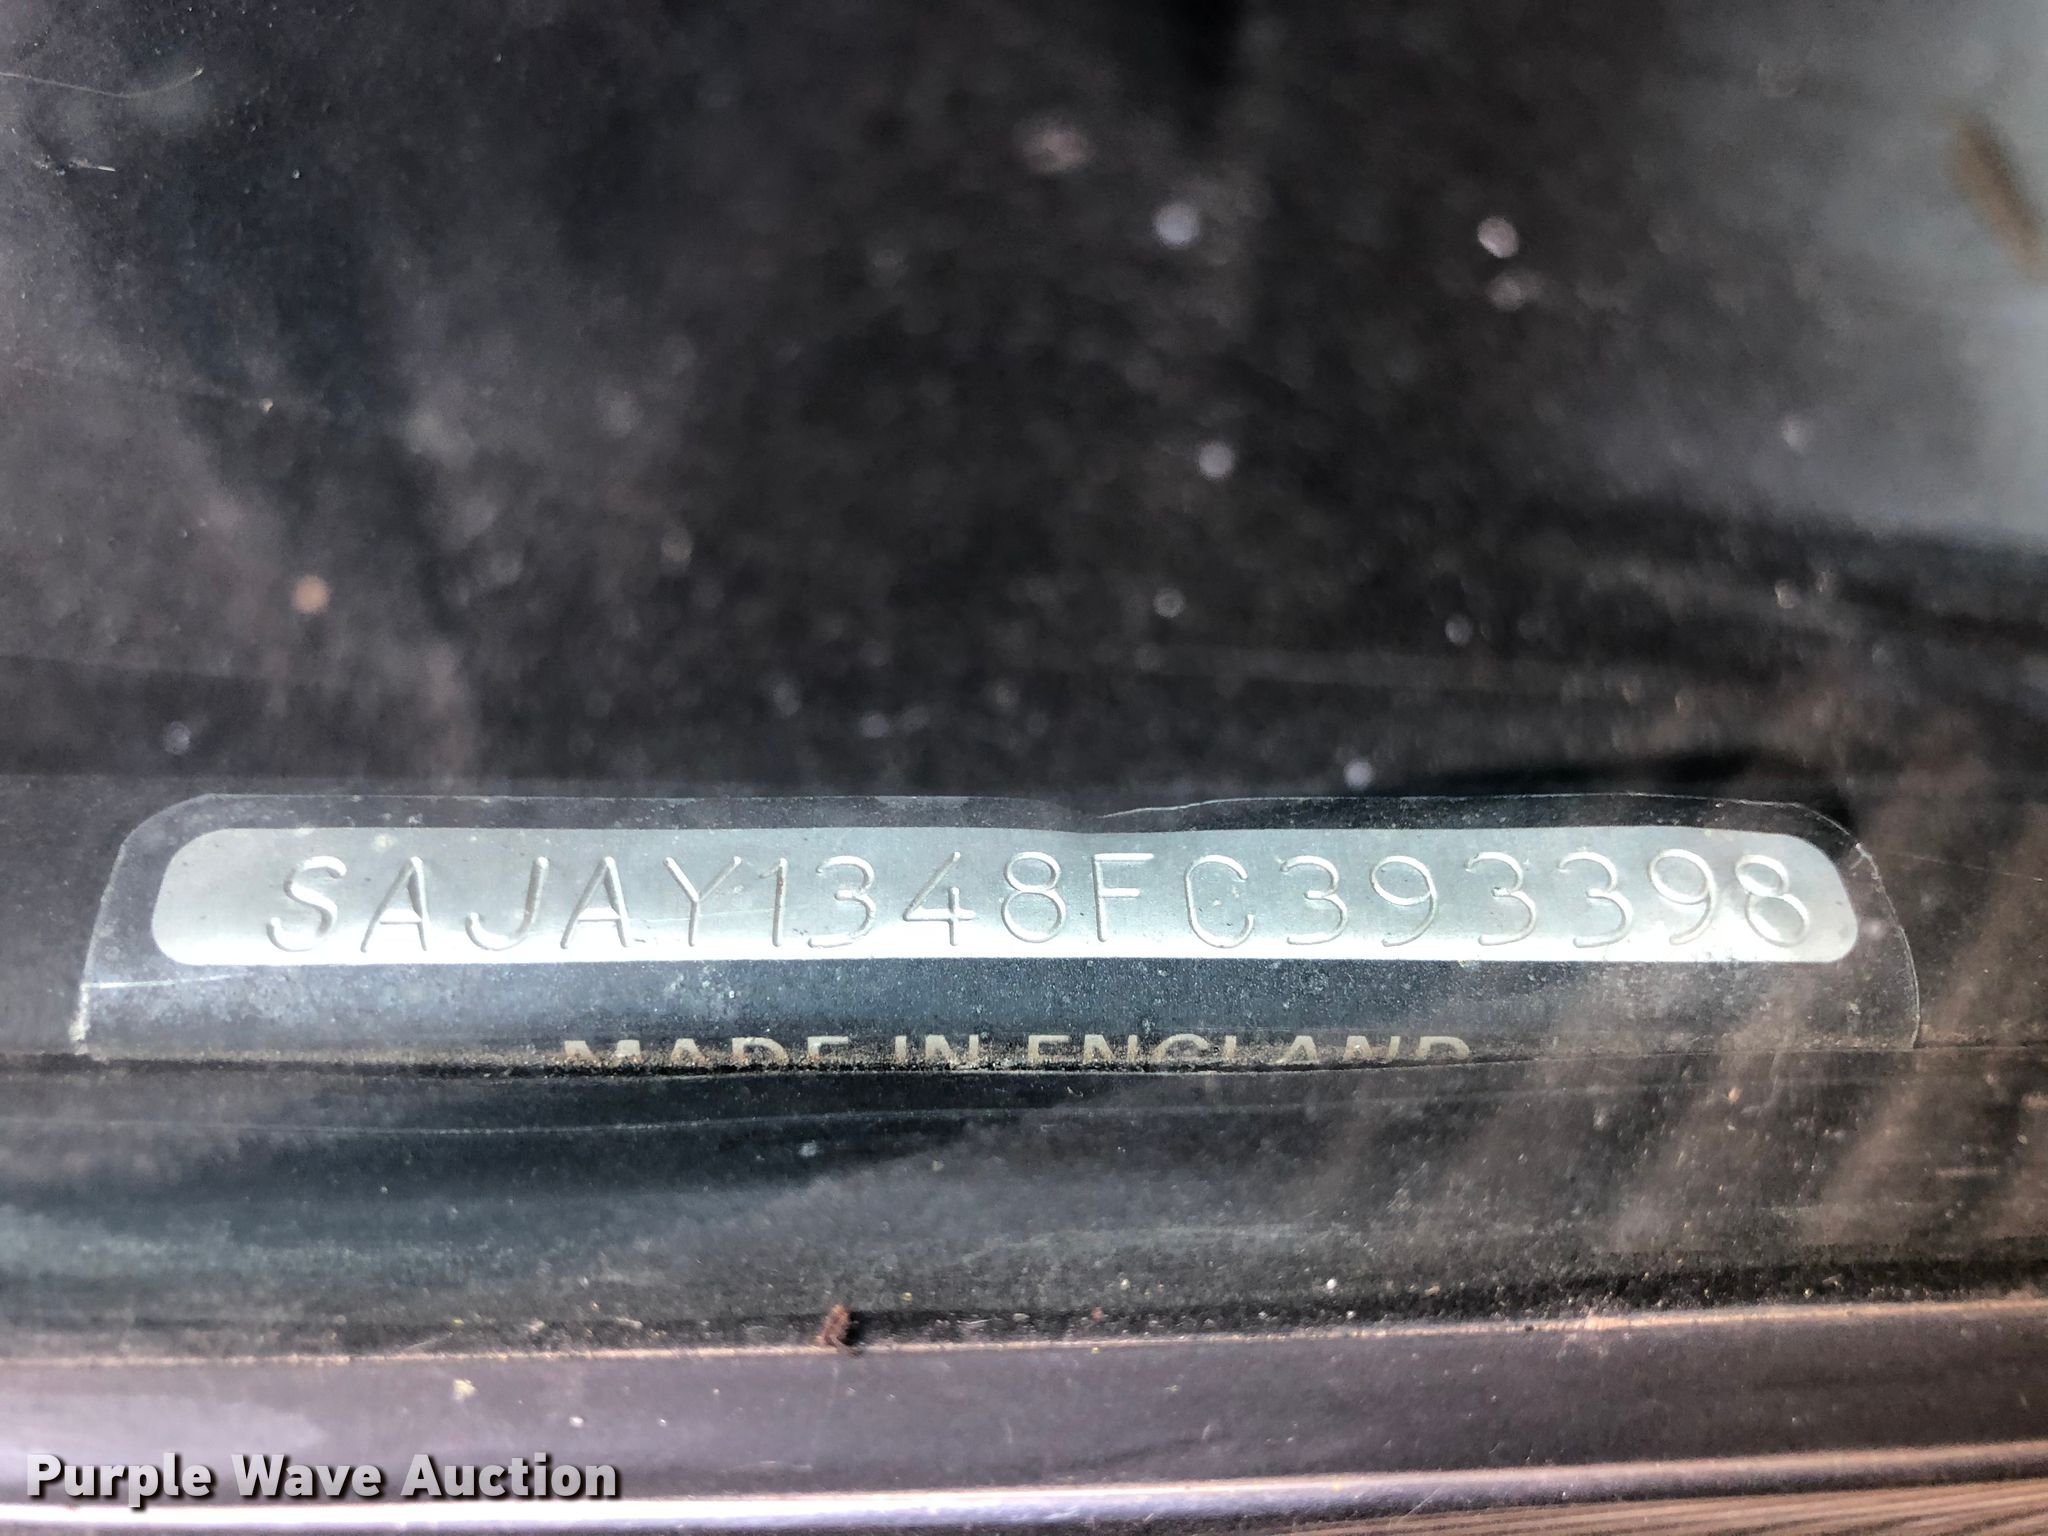 SAJAY1348FC393398
MADE IN ENGLAND
Purple Wave Auction